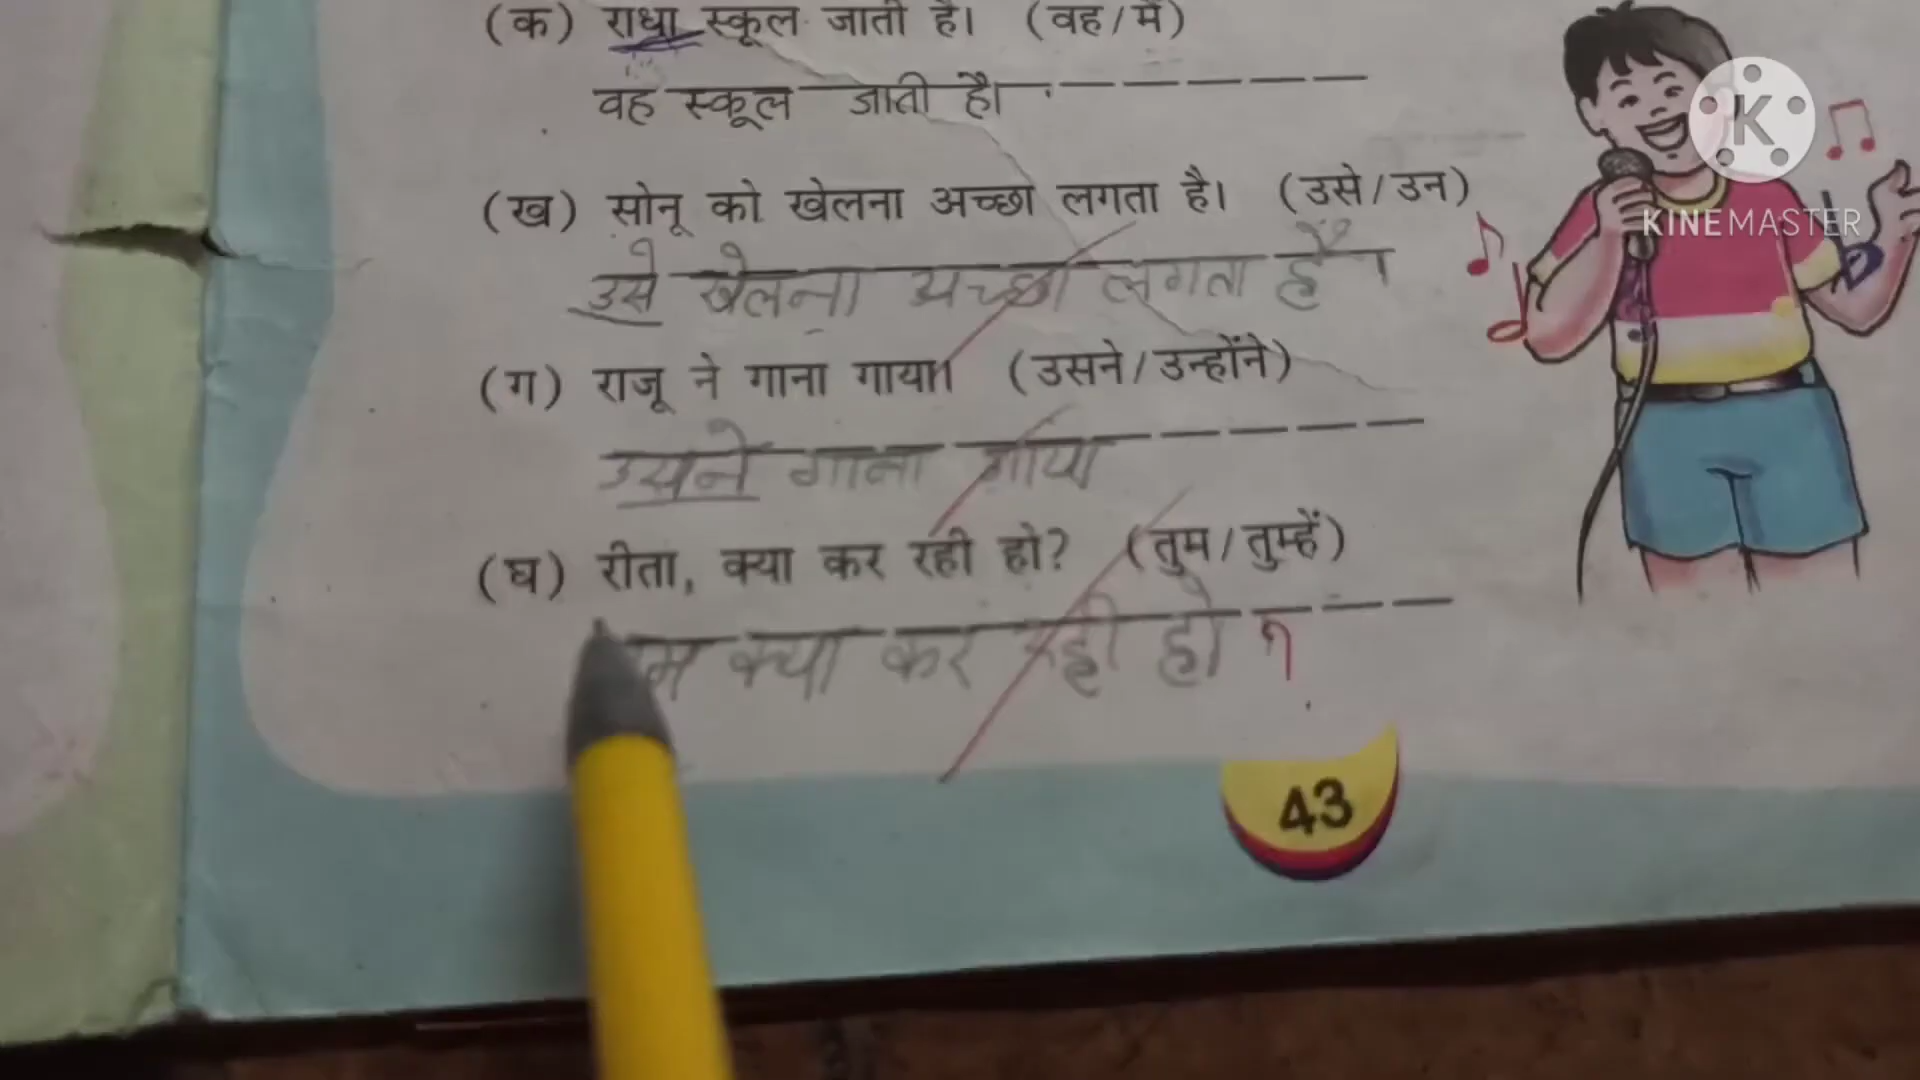 (क) राधा स्कूल जाती है। (वह/मैं)
वह स्कूल जाती है।
(ख) सोनू को खेलना अच्छा लगता है। (उसे/उन)
उसे खेलना अच्छा लगता है ।
(ग) राजू ने गाना गाया। (उसने/उन्होंने)
उसने गाना गाया
(घ) रीता, क्या कर रही हो? (तुम/तुम्हें)
क्या कर रही हो ?
43
K
KINEMASTER